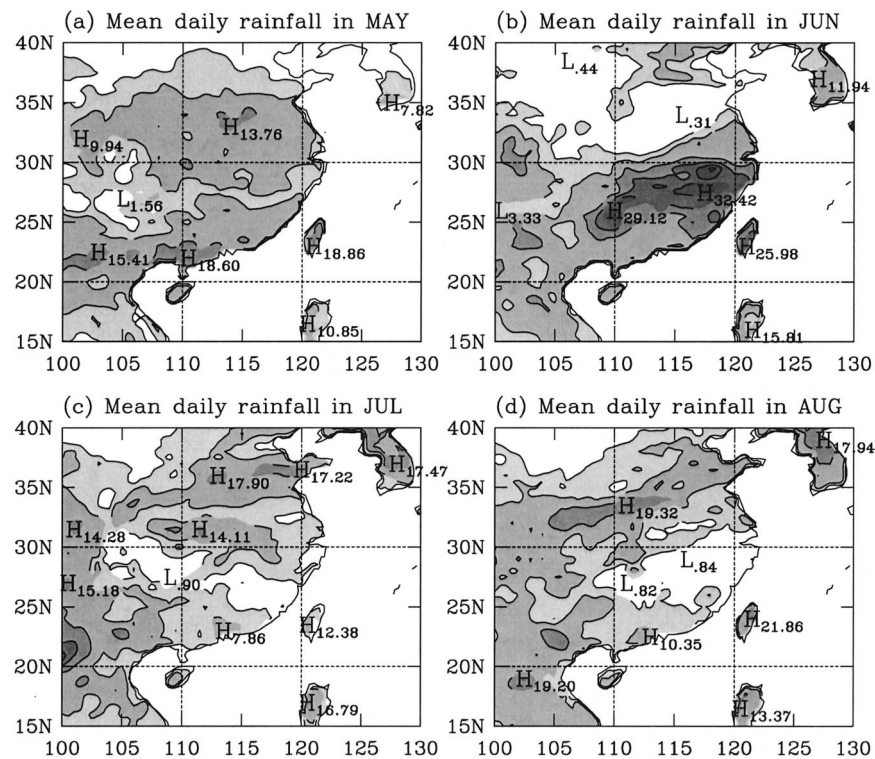 (a) Mean daily rainfall in MAY
40N
35N
30N
25N
20N
15N
100 105 110 115 120 125 130
H7.82
H13.76
H9.94
L1.56
H15.41
H18.60
H18.86
H10.85
(b) Mean daily rainfall in JUN
40N
35N
30N
25N
20N
15N
100 105 110 115 120 125 130
L.44
H11.94
L.31
H32.42
L3.33
H29.12
H25.98
H15.81
(c) Mean daily rainfall in JUL
40N
35N
30N
25N
20N
15N
100 105 110 115 120 125 130
H17.90
H17.22
H17.47
H14.28
H14.11
H15.18
L.90
H7.86
H12.38
H16.79
(d) Mean daily rainfall in AUG
40N
35N
30N
25N
20N
15N
100 105 110 115 120 125 130
H17.94
H19.32
L.84
L.82
H21.86
H10.35
H19.20
H13.37